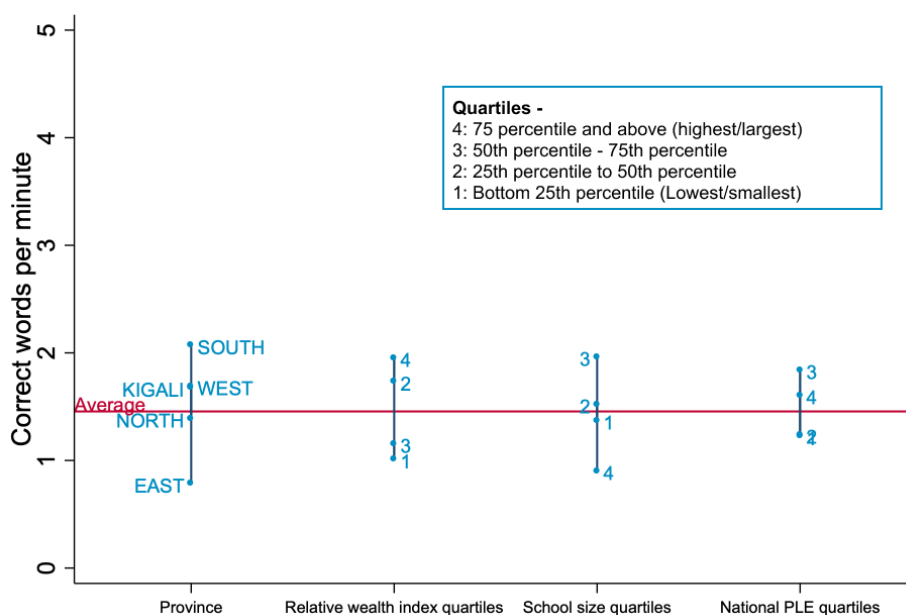 Correct words per minute
5
4
3
2
1
0
Quartiles -
4: 75 percentile and above (highest/largest)
3: 50th percentile - 75th percentile
2: 25th percentile to 50th percentile
1: Bottom 25th percentile (Lowest/smallest)
Average
SOUTH
KIGALI WEST
NORTH
EAST
4
2
3
1
3
2
1
4
3
4
2
1
Province
Relative wealth index quartiles
School size quartiles
National PLE quartiles